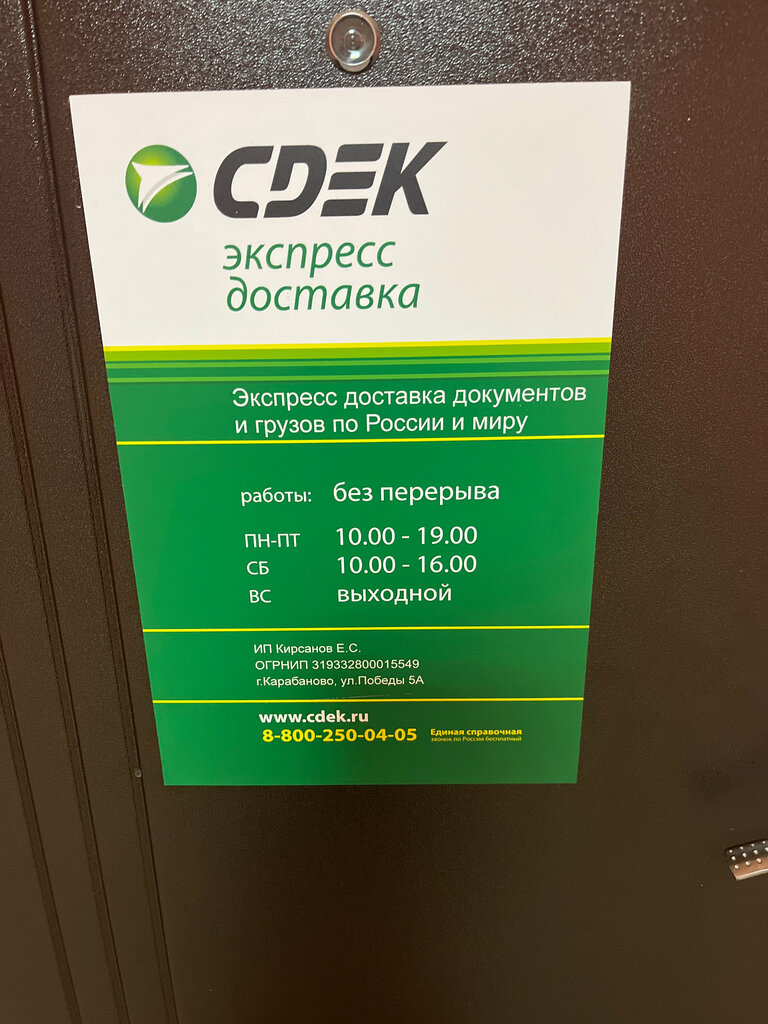 CDEK
экспресс
доставка
Экспресс доставка документов
и грузов по России и миру
работы: без перерыва
ПН-ПТ 10.00 - 19.00
СБ 10.00 - 16.00
ВС выходной
ИП Кирсанов Е.С.
ОГРНИП 319332800015549
г.Карабаново, ул.Победы 5А
www.cdek.ru
8-800-250-04-05 Единая справочная
звонок по России бесплатный